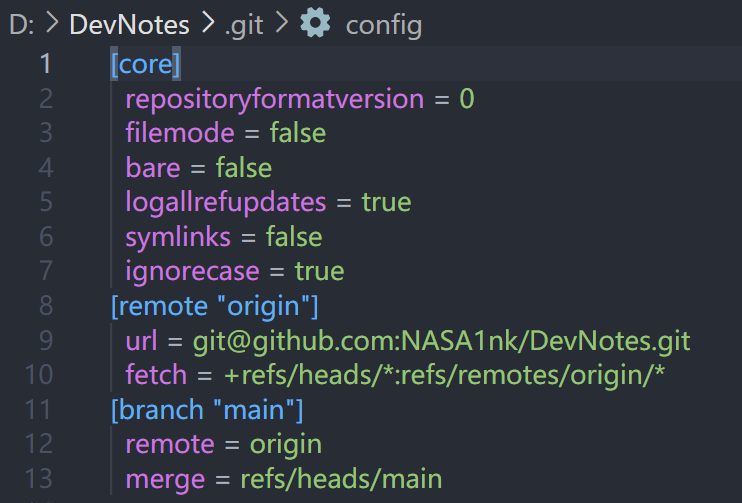 D: > DevNotes > .git > config
1 [core]
2 repositoryformatversion = 0
3 filemode = false
4 bare = false
5 logallrefupdates = true
6 symlinks = false
7 ignorecase = true
8 [remote "origin"]
9 url = git@github.com:NASA1nk/DevNotes.git
10 fetch = +refs/heads/*:refs/remotes/origin/*
11 [branch "main"]
12 remote = origin
13 merge = refs/heads/main